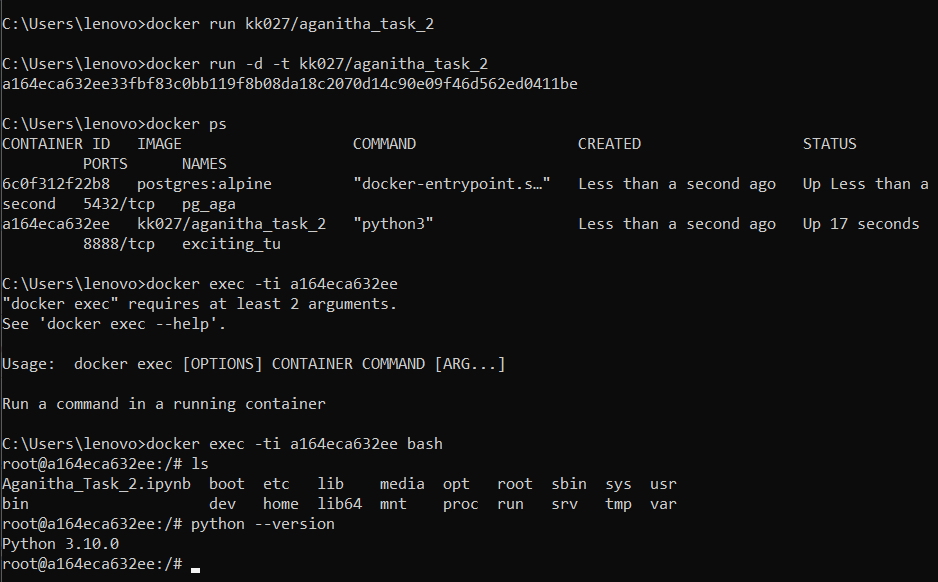 C:\Users\lenovo>docker run kk027/aganitha_task_2
C:\Users\lenovo>docker run -d -t kk027/aganitha_task_2
a164eca632ee33fbf83c0bb119f8b08da18c2070d14c90e09f46d562ed0411be
C:\Users\lenovo>docker ps
CONTAINER ID   IMAGE                   COMMAND                  CREATED                  STATUS
         PORTS      NAMES
6c0f312f22b8   postgres:alpine         "docker-entrypoint.s…"   Less than a second ago   Up Less than a
second   5432/tcp   pg_aga
a164eca632ee   kk027/aganitha_task_2   "python3"                Less than a second ago   Up 17 seconds
         8888/tcp   exciting_tu
C:\Users\lenovo>docker exec -ti a164eca632ee
"docker exec" requires at least 2 arguments.
See 'docker exec --help'.
Usage:  docker exec [OPTIONS] CONTAINER COMMAND [ARG...]
Run a command in a running container
C:\Users\lenovo>docker exec -ti a164eca632ee bash
root@a164eca632ee:/# ls
Aganitha_Task_2.ipynb  boot  etc   lib    media  opt   root  sbin  sys  usr
bin                    dev   home  lib64  mnt    proc  run   srv   tmp  var
root@a164eca632ee:/# python --version
Python 3.10.0
root@a164eca632ee:/#